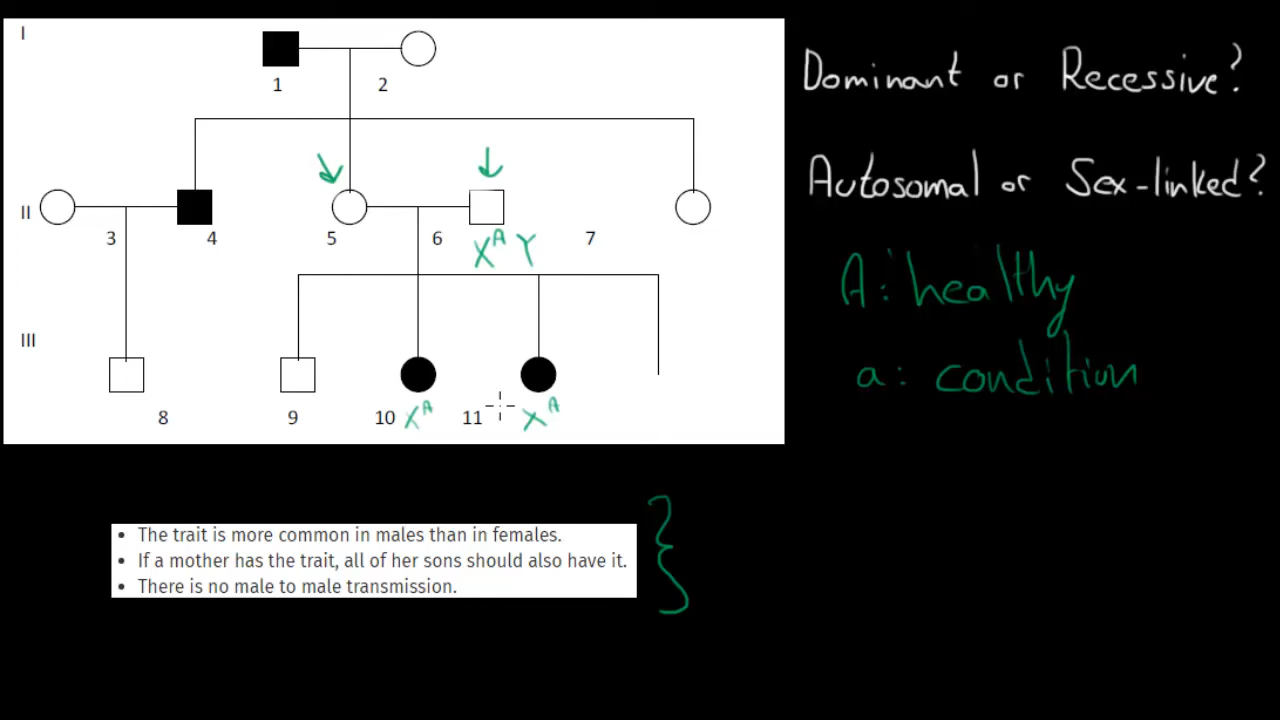 I
1 2
Dominant or Recessive?
Autosomal or Sex-linked?
II
3 4 5 6 7
X^A Y
A: healthy
a: condition
III
8 9 10 X^A 11 X^A
• The trait is more common in males than in females.
• If a mother has the trait, all of her sons should also have it.
• There is no male to male transmission.